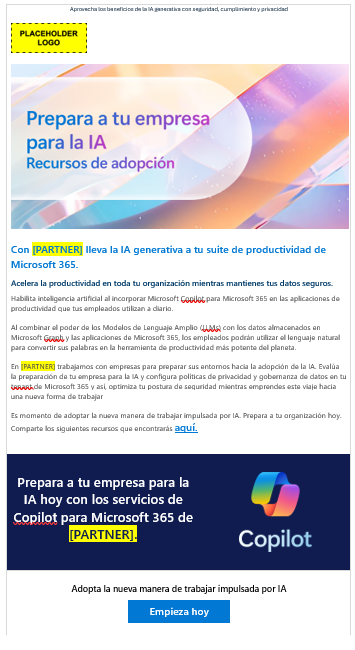 Aprovecha los beneficios de la IA generativa con seguridad, cumplimiento y privacidad
PLACEHOLDER
LOGO
Prepara a tu empresa
para la IA
Recursos de adopción
Con [PARTNER] lleva la IA generativa a tu suite de productividad de
Microsoft 365.
Acelera la productividad en toda tu organización mientras mantienes tus datos seguros.
Habilita inteligencia artificial al incorporar Microsoft Copilot para Microsoft 365 en las aplicaciones de
productividad que tus empleados utilizan a diario.
Al combinar el poder de los Modelos de Lenguaje Amplio (LLMs) con los datos almacenados en
Microsoft Graph y las aplicaciones de Microsoft 365, los empleados podrán utilizar el lenguaje natural
para convertir sus palabras en la herramienta de productividad más potente del planeta.
En [PARTNER] trabajamos con empresas para preparar sus entornos hacia la adopción de la IA. Evalúa
la preparación de tu empresa para la IA y configura políticas de privacidad y gobernanza de datos en tu
tenant de Microsoft 365 y así, optimiza tu postura de seguridad mientras emprendes este viaje hacia
una nueva forma de trabajar
Es momento de adoptar la nueva manera de trabajar impulsada por IA. Prepara a tu organización hoy.
Comparte los siguientes recursos que encontrarás aquí.
Prepara a tu empresa para la
IA hoy con los servicios de
Copilot para Microsoft 365 de
[PARTNER].
Copilot
Adopta la nueva manera de trabajar impulsada por IA
Empieza hoy